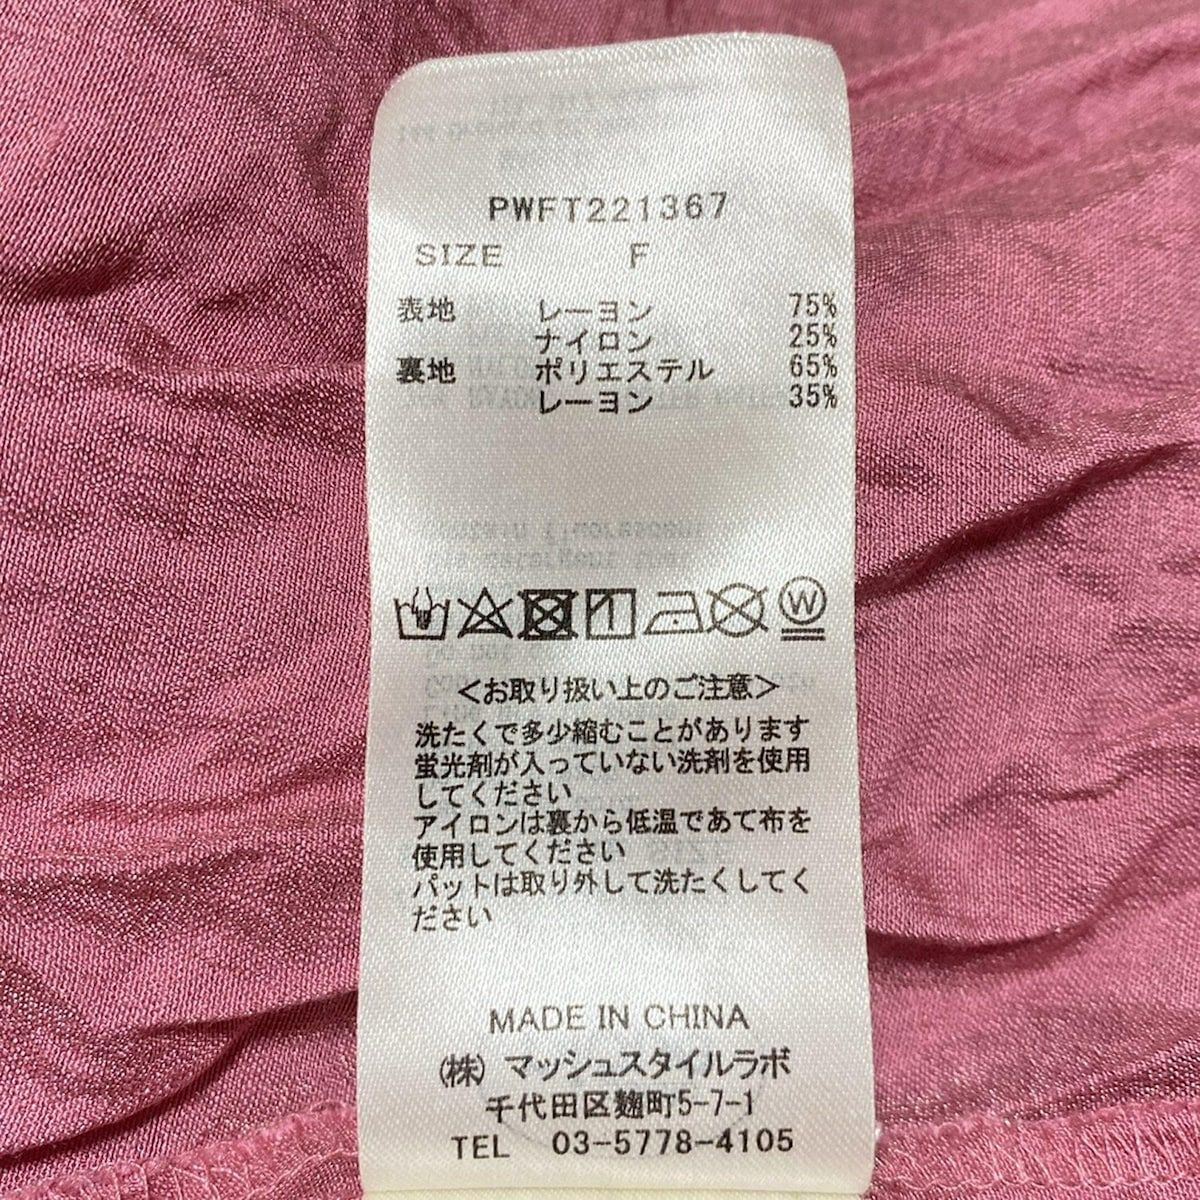 PWFT221367
SIZE F
表地 レーヨン 75%
ナイロン 25%
裏地 ポリエステル 65%
レーヨン 35%
W
<お取り扱い上のご注意>
洗たくで多少縮むことがあります
蛍光剤が入っていない洗剤を使用
してください
アイロンは裏から低温であて布を
使用してください
パットは取り外して洗たくしてく
ださい
MADE IN CHINA
(株) マッシュスタイルラボ
千代田区麹町5-7-1
TEL 03-5778-4105